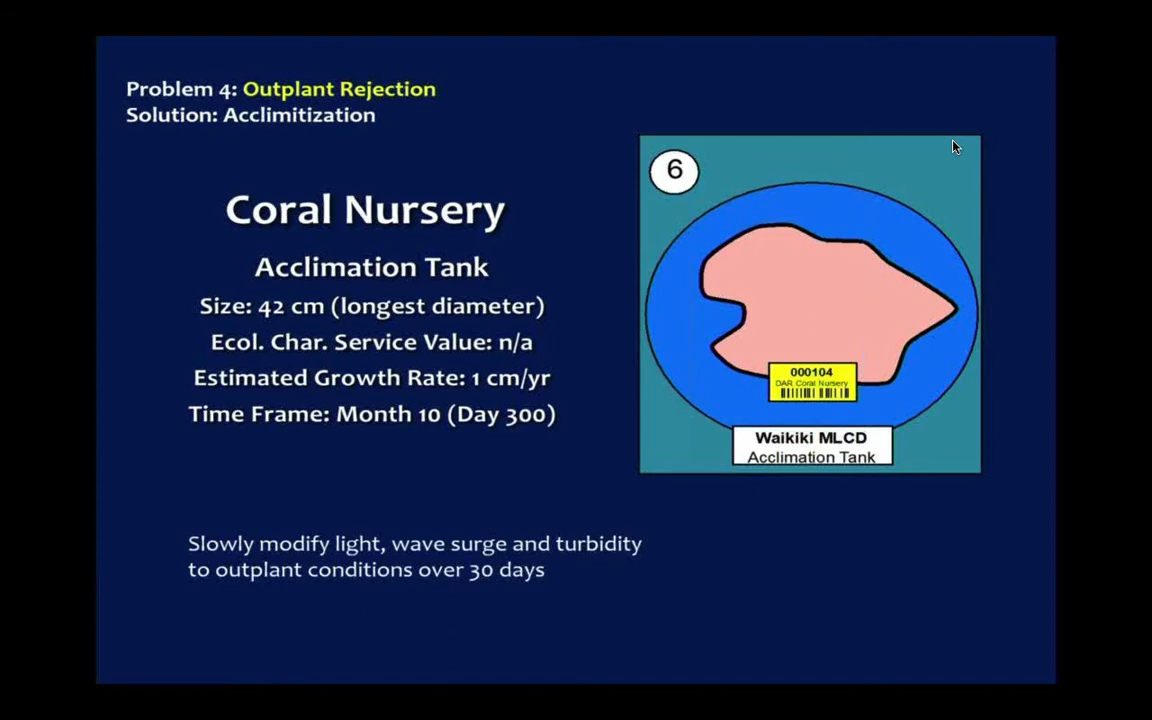 Problem 4: Outplant Rejection
Solution: Acclimitization
Coral Nursery
Acclimation Tank
Size: 42 cm (longest diameter)
Ecol. Char. Service Value: n/a
Estimated Growth Rate: 1 cm/yr
Time Frame: Month 10 (Day 300)
6
000104
DAR Coral Nursery
Waikiki MLCD
Acclimation Tank
Slowly modify light, wave surge and turbidity
to outplant conditions over 30 days